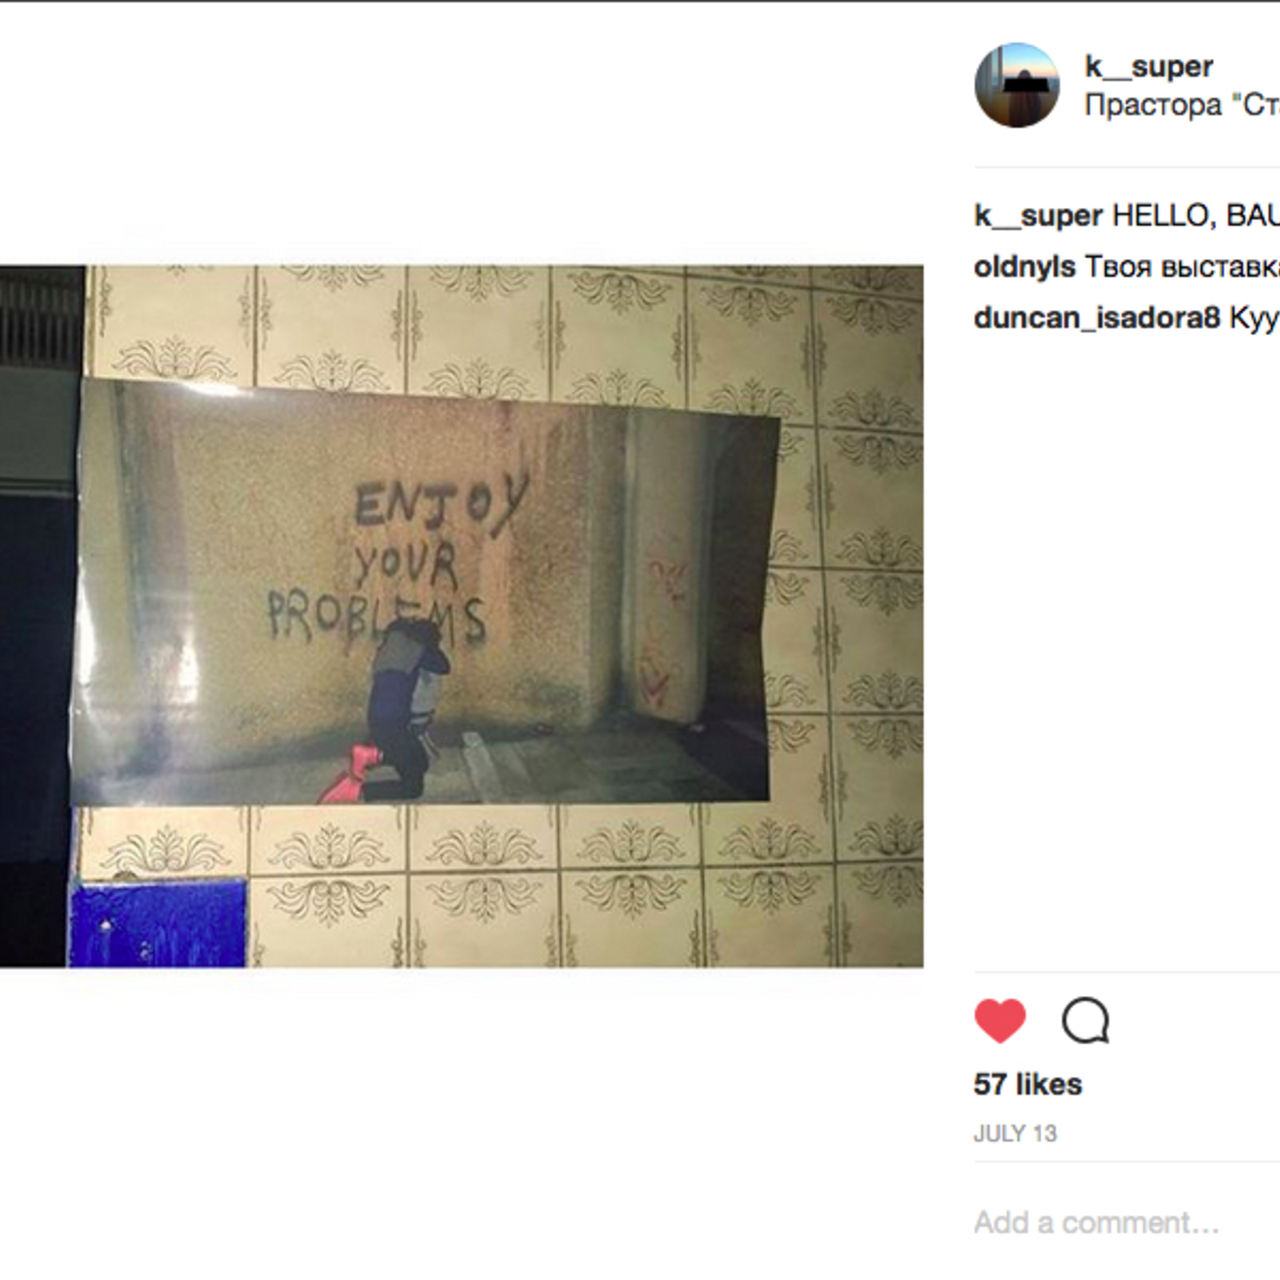 k__super
Прастора "Ст
k__super HELLO, BAU
oldnyls Твоя выставк
duncan_isadora8 Куу
ENJOY
YOUR
PROBLEMS
57 likes
JULY 13
Add a comment...